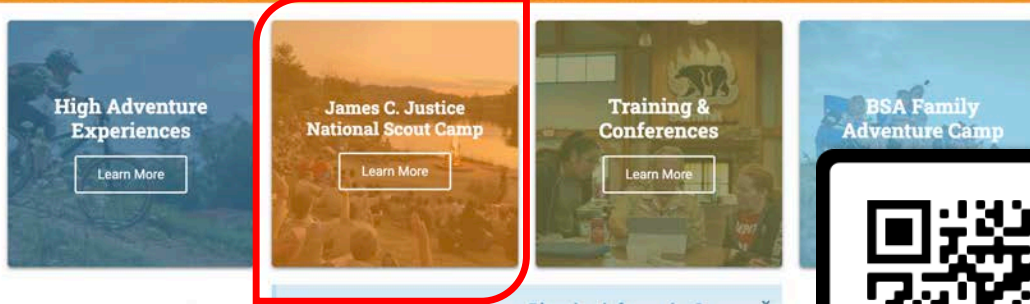 High Adventure
Experiences
Learn More
James C. Justice
National Scout Camp
Learn More
Training &
Conferences
Learn More
BSA Family
Adventure Camp